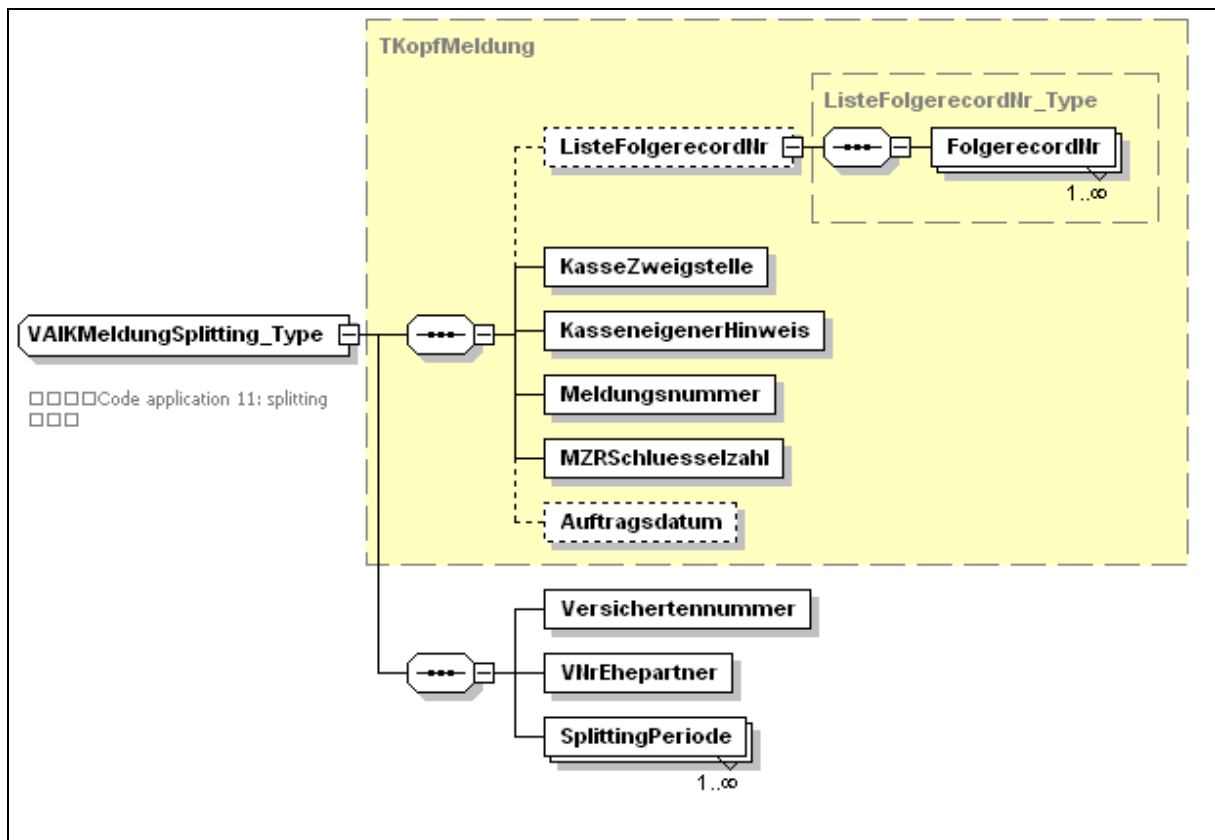 TKopfMeldung
ListeFolgerecordNr_Type
ListeFolgerecordNr
FolgerecordNr
1..∞
KasseZweigstelle
KasseneigenerHinweis
VAIKMeldungSplitting_Type
Meldungsnummer
□□□□Code application 11: splitting
□□□
MZRSchluesselzahl
Auftragsdatum
Versichertennummer
VNrEhepartner
SplittingPeriode
1..∞